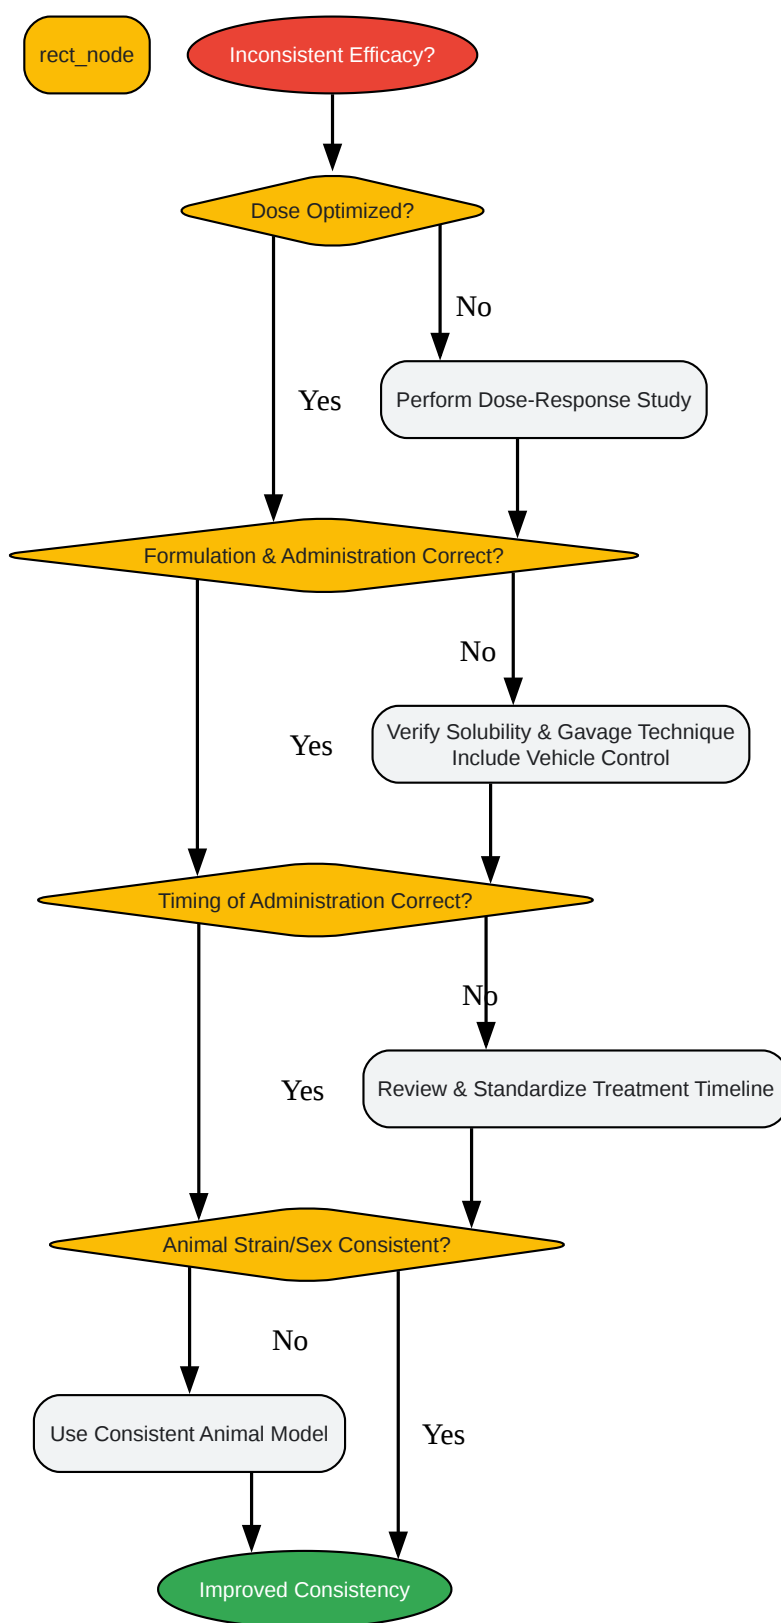 rect_node
Inconsistent Efficacy?
Dose Optimized?
No
Yes
Perform Dose-Response Study
Formulation & Administration Correct?
No
Yes
Verify Solubility & Gavage Technique
Include Vehicle Control
Timing of Administration Correct?
No
Yes
Review & Standardize Treatment Timeline
Animal Strain/Sex Consistent?
No
Use Consistent Animal Model
Yes
Improved Consistency